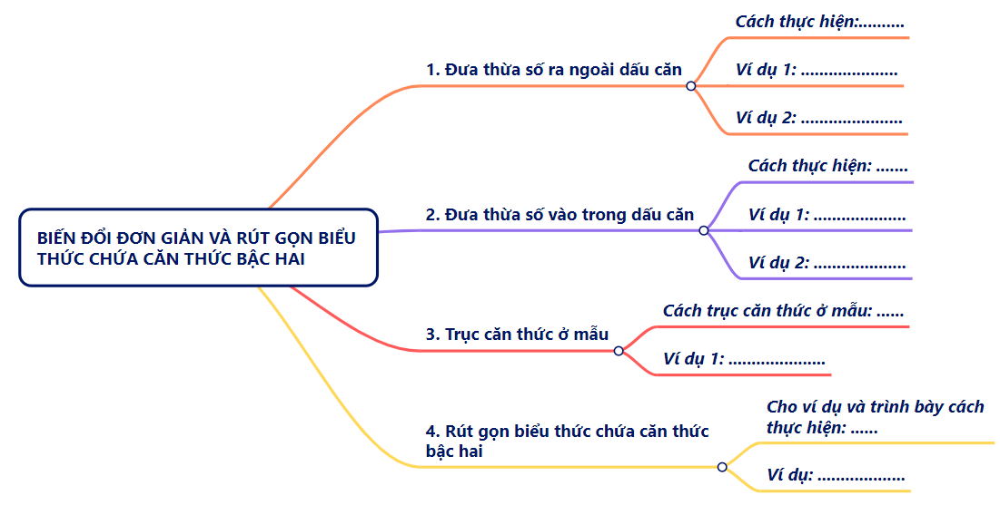 Cách thực hiện:..........
1. Đưa thừa số ra ngoài dấu căn
Ví dụ 1: .....................
Ví dụ 2: ......................
Cách thực hiện: .......
2. Đưa thừa số vào trong dấu căn
Ví dụ 1: ....................
Ví dụ 2: ....................
BIẾN ĐỔI ĐƠN GIẢN VÀ RÚT GỌN BIỂU
THỨC CHỨA CĂN THỨC BẬC HAI
Cách trục căn thức ở mẫu: ......
3. Trục căn thức ở mẫu
Ví dụ 1: .....................
Cho ví dụ và trình bày cách
thực hiện: ......
4. Rút gọn biểu thức chứa căn thức
bậc hai
Ví dụ: ...................